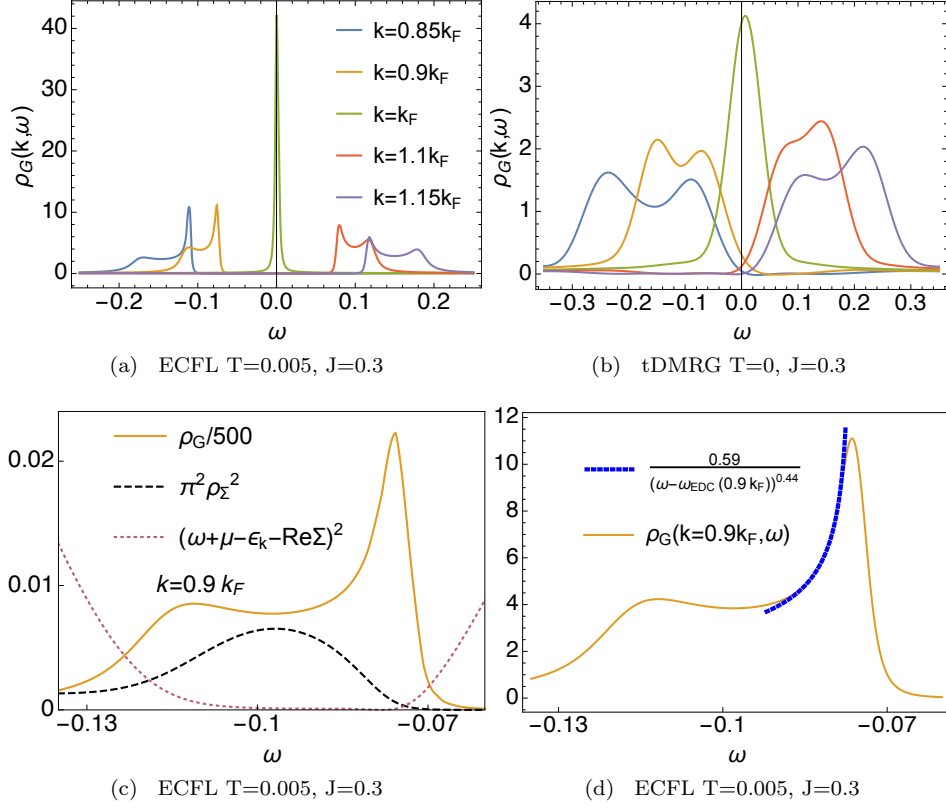 ρG(k,ω)
40
30
20
10
0
k=0.85kF
k=0.9kF
k=kF
k=1.1kF
k=1.15kF
−0.2 −0.1 0.0 0.1 0.2
ω
(a) ECFL T=0.005, J=0.3
ρG(k,ω)
4
3
2
1
0
−0.3 −0.2 −0.1 0.0 0.1 0.2 0.3
ω
(b) tDMRG T=0, J=0.3
0.02
0.01
0
ρG/500
π²ρΣ²
(ω+μ−ϵk−ReΣ)²
k=0.9 kF
−0.13 −0.1 −0.07
ω
(c) ECFL T=0.005, J=0.3
12
10
8
6
4
2
0
0.59
(ω−ωEDC (0.9 kF))^0.44
ρG(k=0.9kF,ω)
−0.13 −0.1 −0.07
ω
(d) ECFL T=0.005, J=0.3